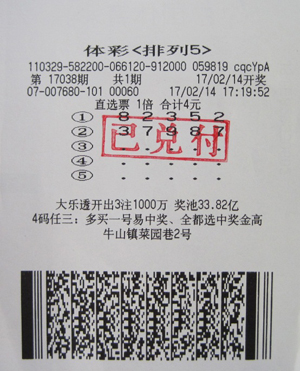 体彩<排列5>
110329-582200-066120-912000 059819 cqcYpA
第 17038期 共1期 17/02/14开奖
07-007680-101 00060 17/02/14 17:19:52
直选票 1倍 合计4元
① 8 2 3 5 2
② 3 7 9 8 7
③ - - - - -
④ - - - - -
⑤ - - - - -
已兑付
大乐透开出3注1000万 奖池33.82亿
4码任三：多买一号易中奖、全都选中奖金高
牛山镇菜园巷2号